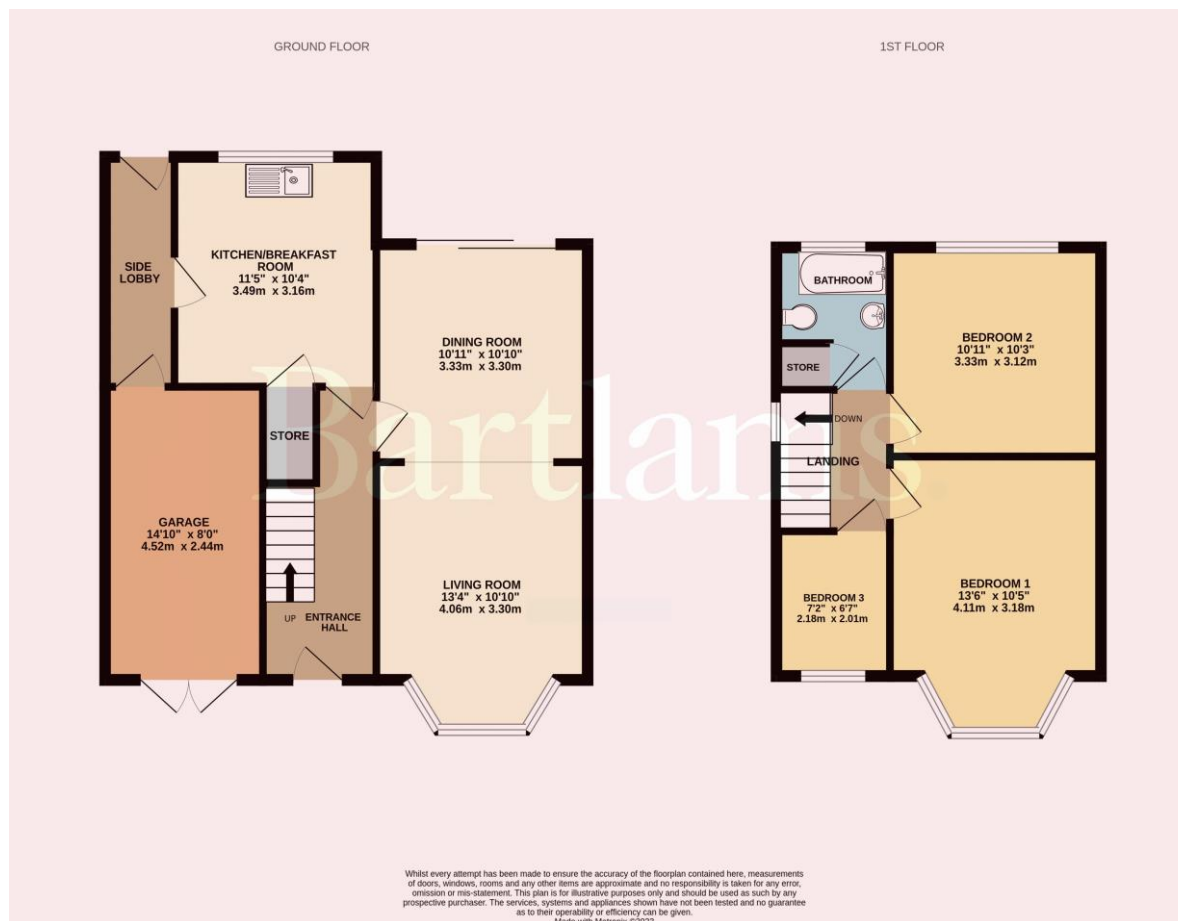 GROUND FLOOR
1ST FLOOR
SIDE
LOBBY
KITCHEN/BREAKFAST
ROOM
11'5" x 10'4"
3.49m x 3.16m
DINING ROOM
10'11" x 10'10"
3.33m x 3.30m
STORE
GARAGE
14'10" x 8'0"
4.52m x 2.44m
UP
ENTRANCE
HALL
LIVING ROOM
13'4" x 10'10"
4.06m x 3.30m
BATHROOM
STORE
BEDROOM 2
10'11" x 10'3"
3.33m x 3.12m
DOWN
LANDING
BEDROOM 3
7'2" x 6'7"
2.18m x 2.01m
BEDROOM 1
13'6" x 10'5"
4.11m x 3.18m
Bartlams
Whilst every attempt has been made to ensure the accuracy of the floorplan contained here, measurements
of doors, windows, rooms and any other items are approximate and no responsibility is taken for any error,
omission or mis-statement. This plan is for illustrative purposes only and should be used as such by any
prospective purchaser. The services, systems and appliances shown have not been tested and no guarantee
as to their operability or efficiency can be given.
Made with Metropix ©2023